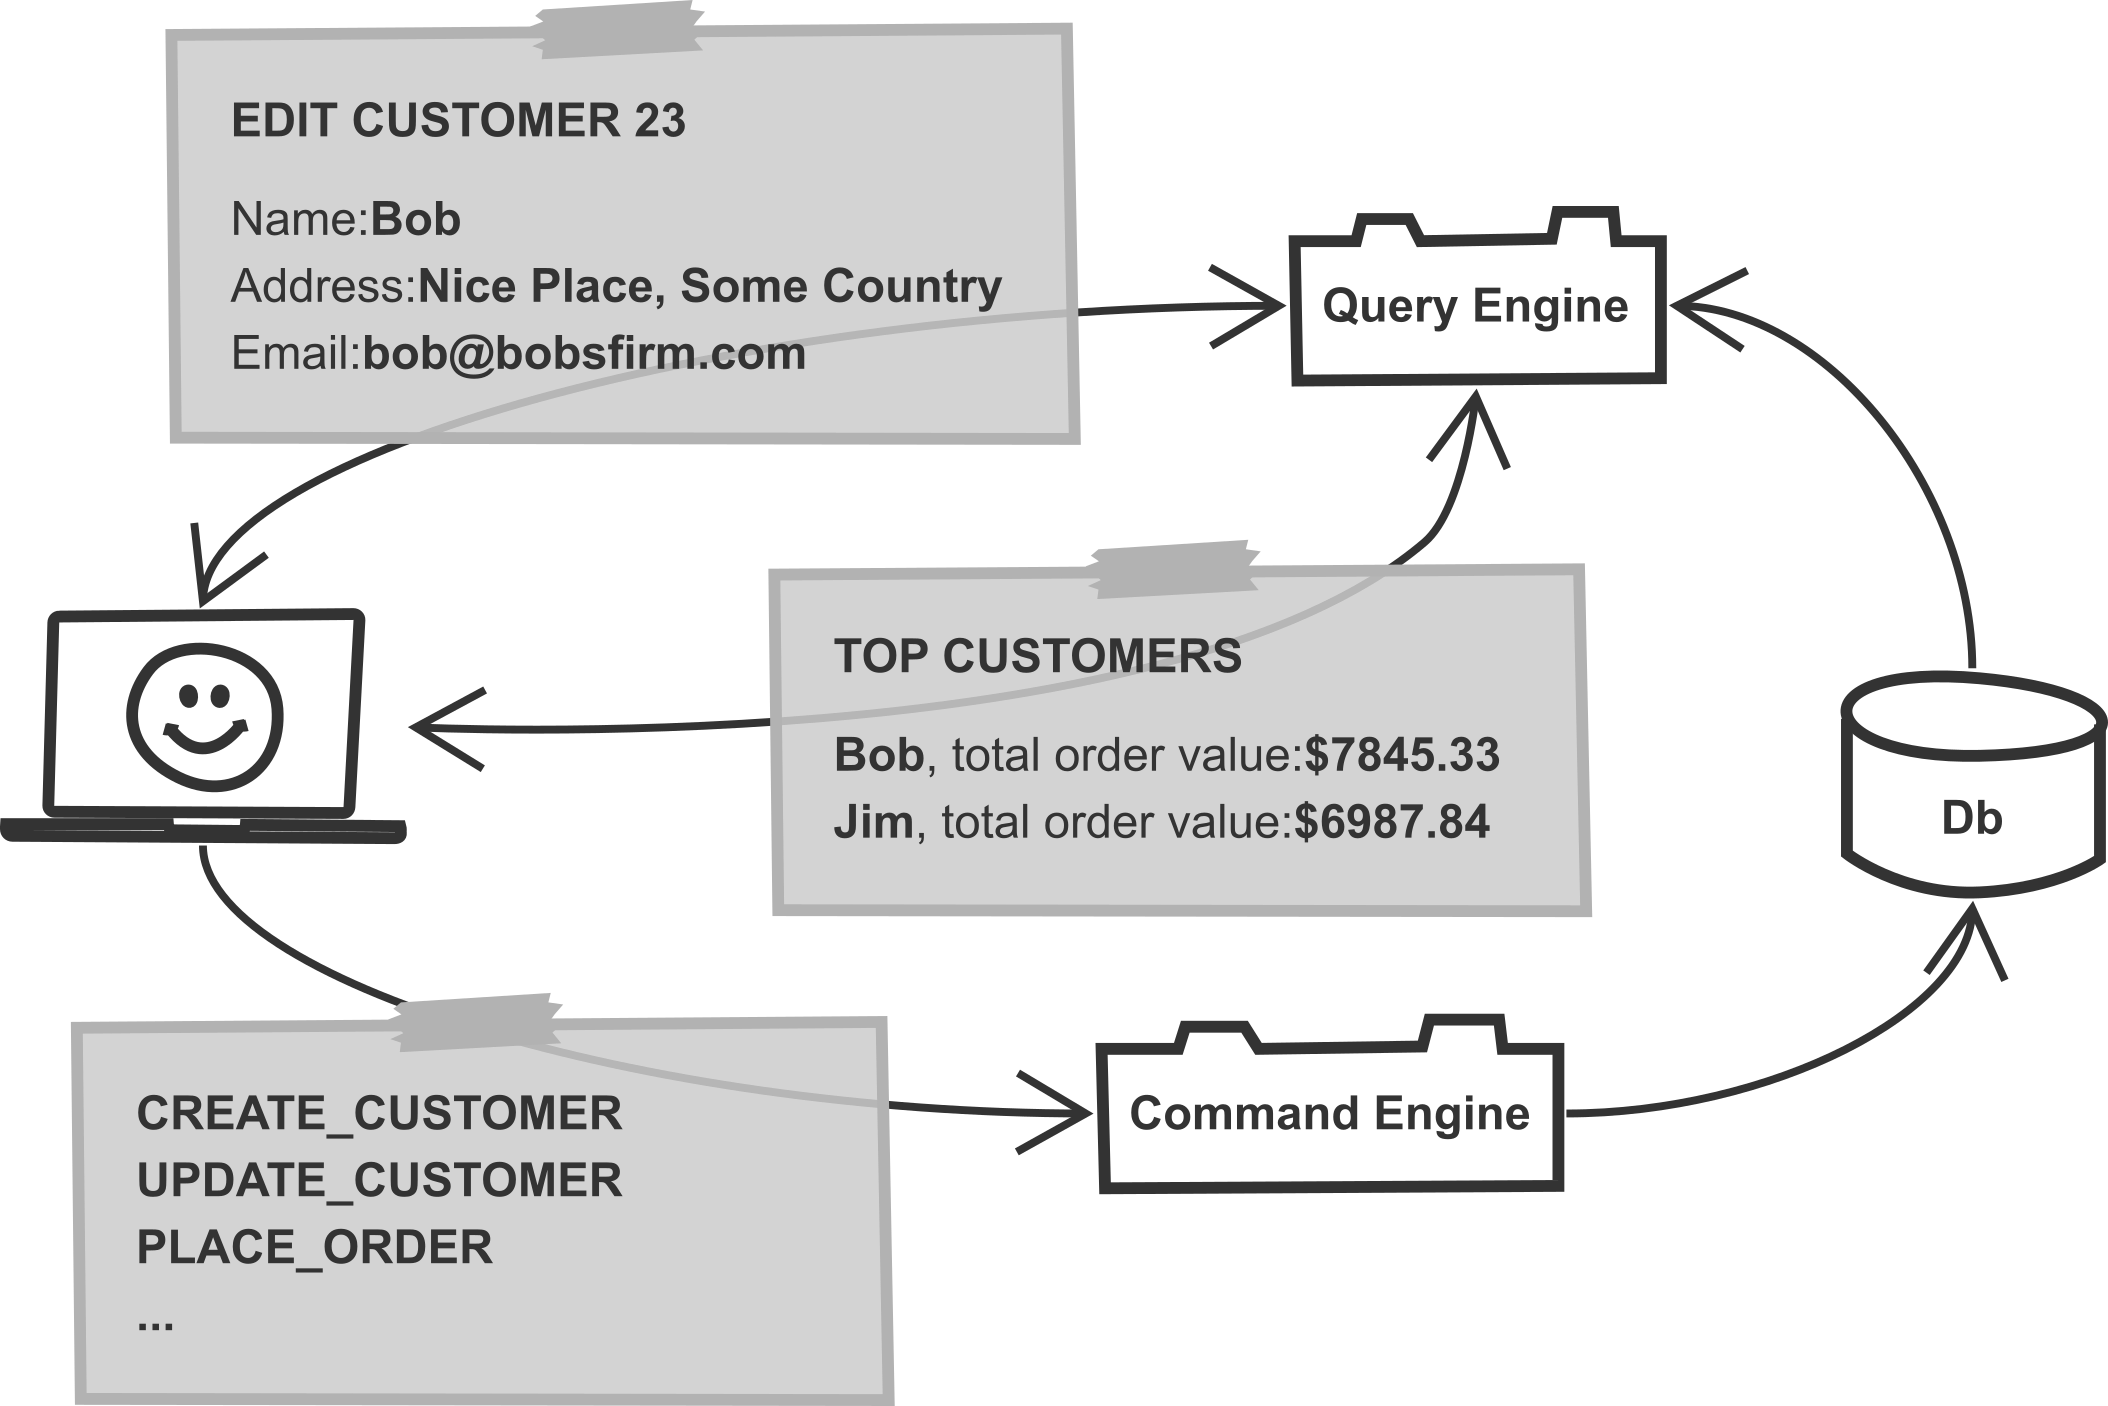 EDIT CUSTOMER 23
Name:Bob
Address:Nice Place, Some Country
Email:bob@bobsfirm.com
Query Engine
TOP CUSTOMERS
Bob, total order value:$7845.33
Jim, total order value:$6987.84
Db
CREATE_CUSTOMER
UPDATE_CUSTOMER
PLACE_ORDER
...
Command Engine